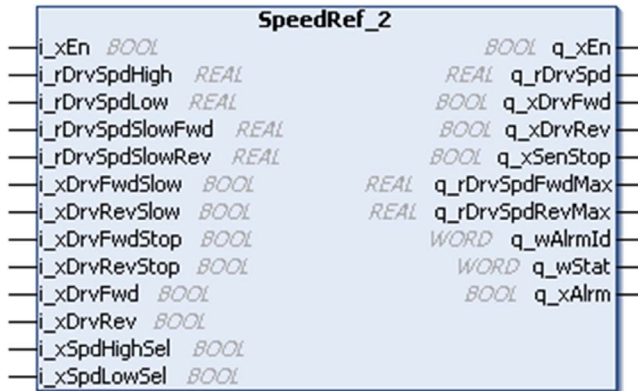 SpeedRef_2
i_xEn BOOL BOOL q_xEn
i_rDrvSpdHigh REAL REAL q_rDrvSpd
i_rDrvSpdLow REAL BOOL q_xDrvFwd
i_rDrvSpdSlowFwd REAL BOOL q_xDrvRev
i_rDrvSpdSlowRev REAL BOOL q_xSenStop
i_xDrvFwdSlow BOOL REAL q_rDrvSpdFwdMax
i_xDrvRevSlow BOOL REAL q_rDrvSpdRevMax
i_xDrvFwdStop BOOL WORD q_wAlrmId
i_xDrvRevStop BOOL WORD q_wStat
i_xDrvFwd BOOL BOOL q_xAlrm
i_xDrvRev BOOL
i_xSpdHighSel BOOL
i_xSpdLowSel BOOL